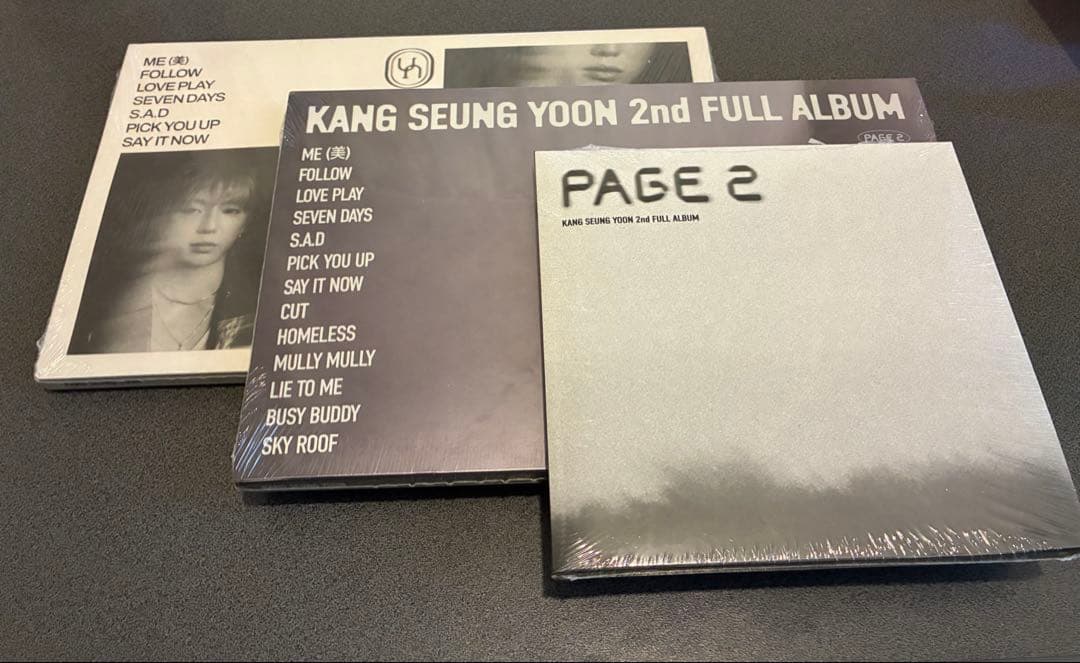 ME (美)
FOLLOW
LOVE PLAY
SEVEN DAYS
S.A.D
PICK YOU UP
SAY IT NOW
KANG SEUNG YOON 2nd FULL ALBUM
PAGE 2
ME (美)
FOLLOW
LOVE PLAY
SEVEN DAYS
S.A.D
PICK YOU UP
SAY IT NOW
CUT
HOMELESS
MULLY MULLY
LIE TO ME
BUSY BUDDY
SKY ROOF
PAGE 2
KANG SEUNG YOON 2nd FULL ALBUM